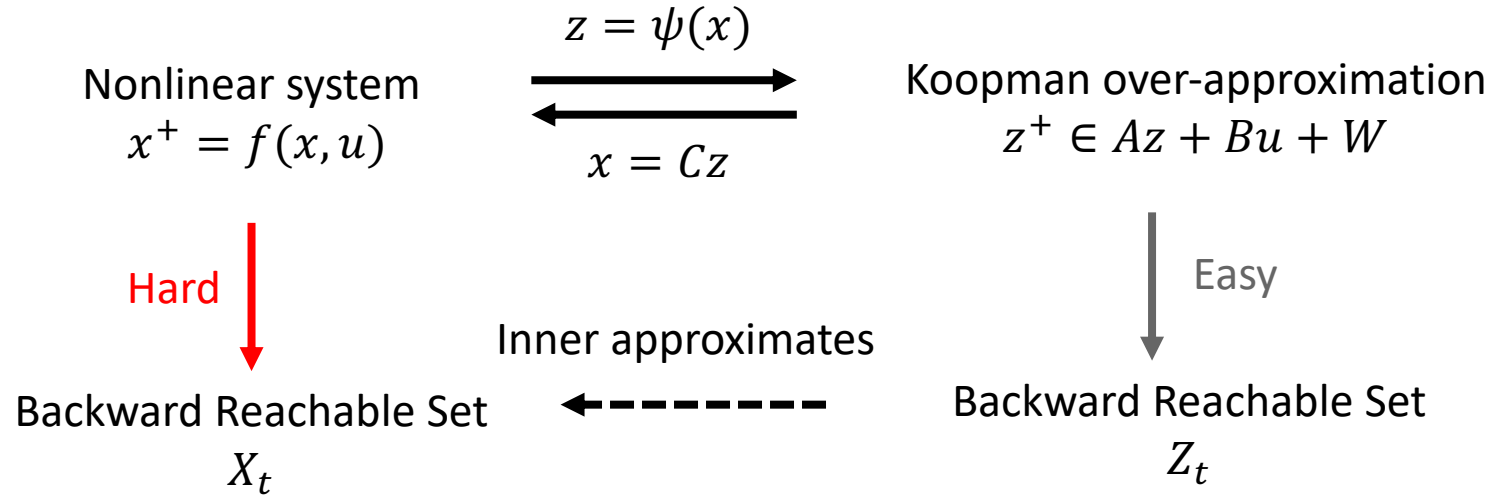 z = ψ(x)
Nonlinear system
x⁺ = f(x, u)
x = Cz
Koopman over-approximation
z⁺ ∈ Az + Bu + W
Hard
Easy
Inner approximates
Backward Reachable Set
Xₜ
Backward Reachable Set
Zₜ